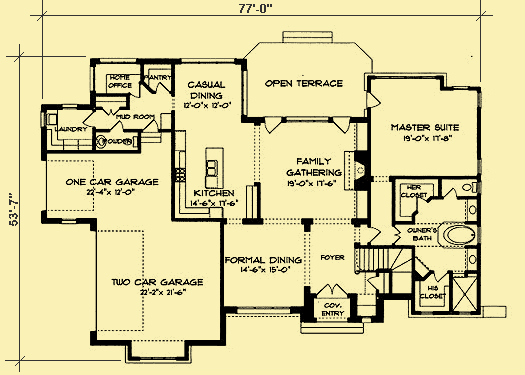 77'-0"
HOME
OFFICE
PANTRY
CASUAL
DINING
12'-0" x 12'-0"
OPEN TERRACE
MUD ROOM
LAUNDRY
MASTER SUITE
19'-0" x 17'-8"
53'-7"
ONE CAR GARAGE
22'-4" x 12'-0"
KITCHEN
14'-6" x 17'-6"
FAMILY
GATHERING
19'-0" x 17'-6"
HER
CLOSET
OWNER'S
BATH
FORMAL DINING
14'-6" x 15'-0"
FOYER
TWO CAR GARAGE
22'-2" x 21'-6"
COV.
ENTRY
HIS
CLOSET